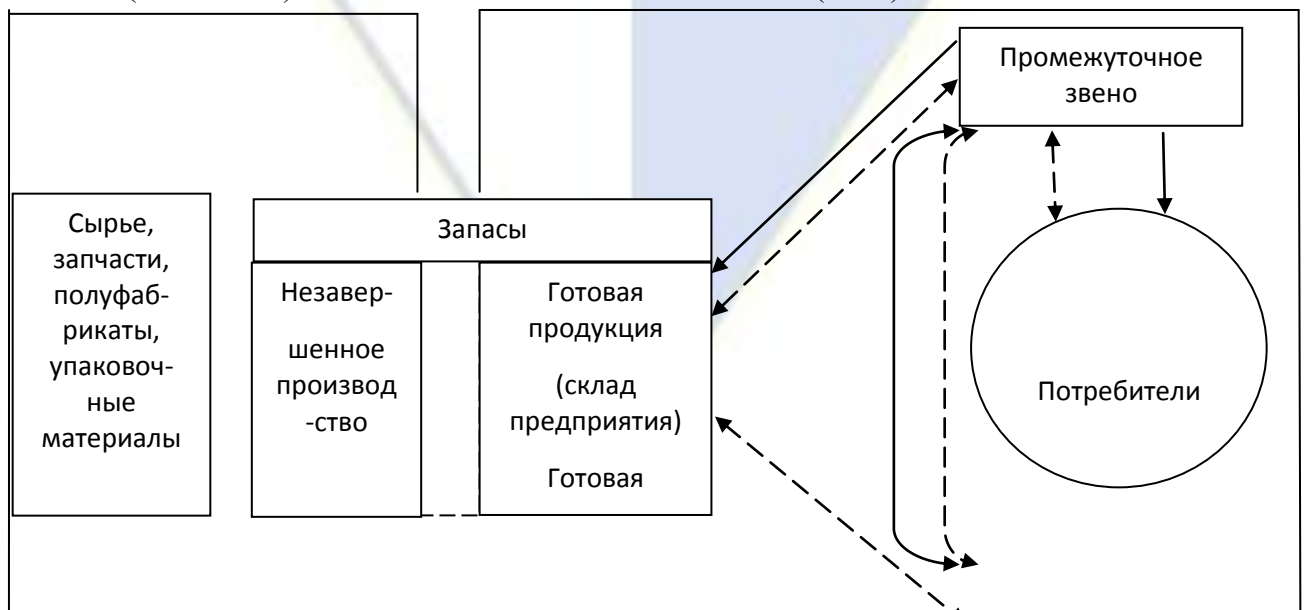 Промежуточное
звено
Сырье,
запчасти,
полуфаб-
рикаты,
упаковоч-
ные
материалы
Запасы
Незавер-
шенное
производ
-ство
Готовая
продукция
(склад
предприятия)
Готовая
Потребители